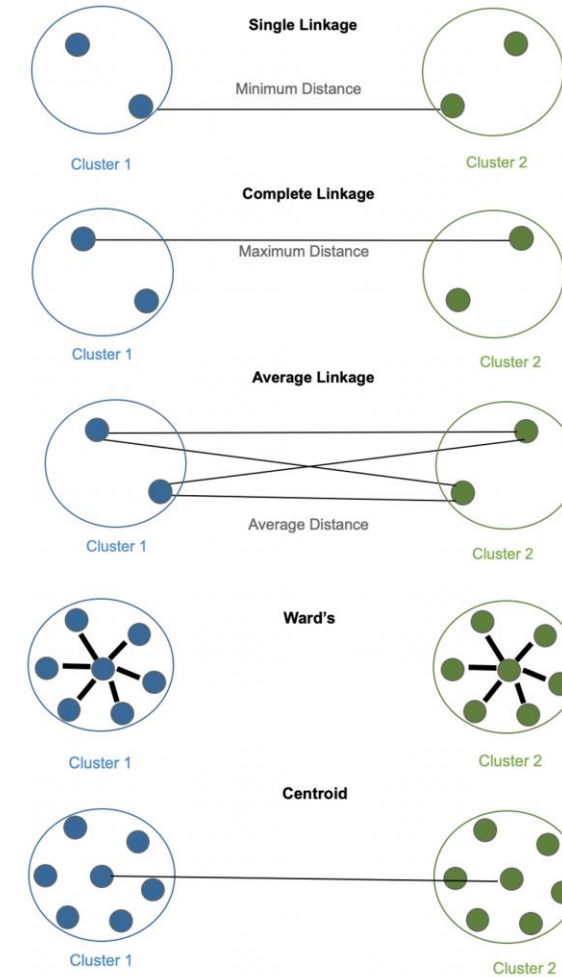 Single Linkage
Minimum Distance
Cluster 1
Cluster 2
Complete Linkage
Maximum Distance
Cluster 1
Cluster 2
Average Linkage
Average Distance
Cluster 1
Cluster 2
Ward’s
Cluster 1
Cluster 2
Centroid
Cluster 1
Cluster 2